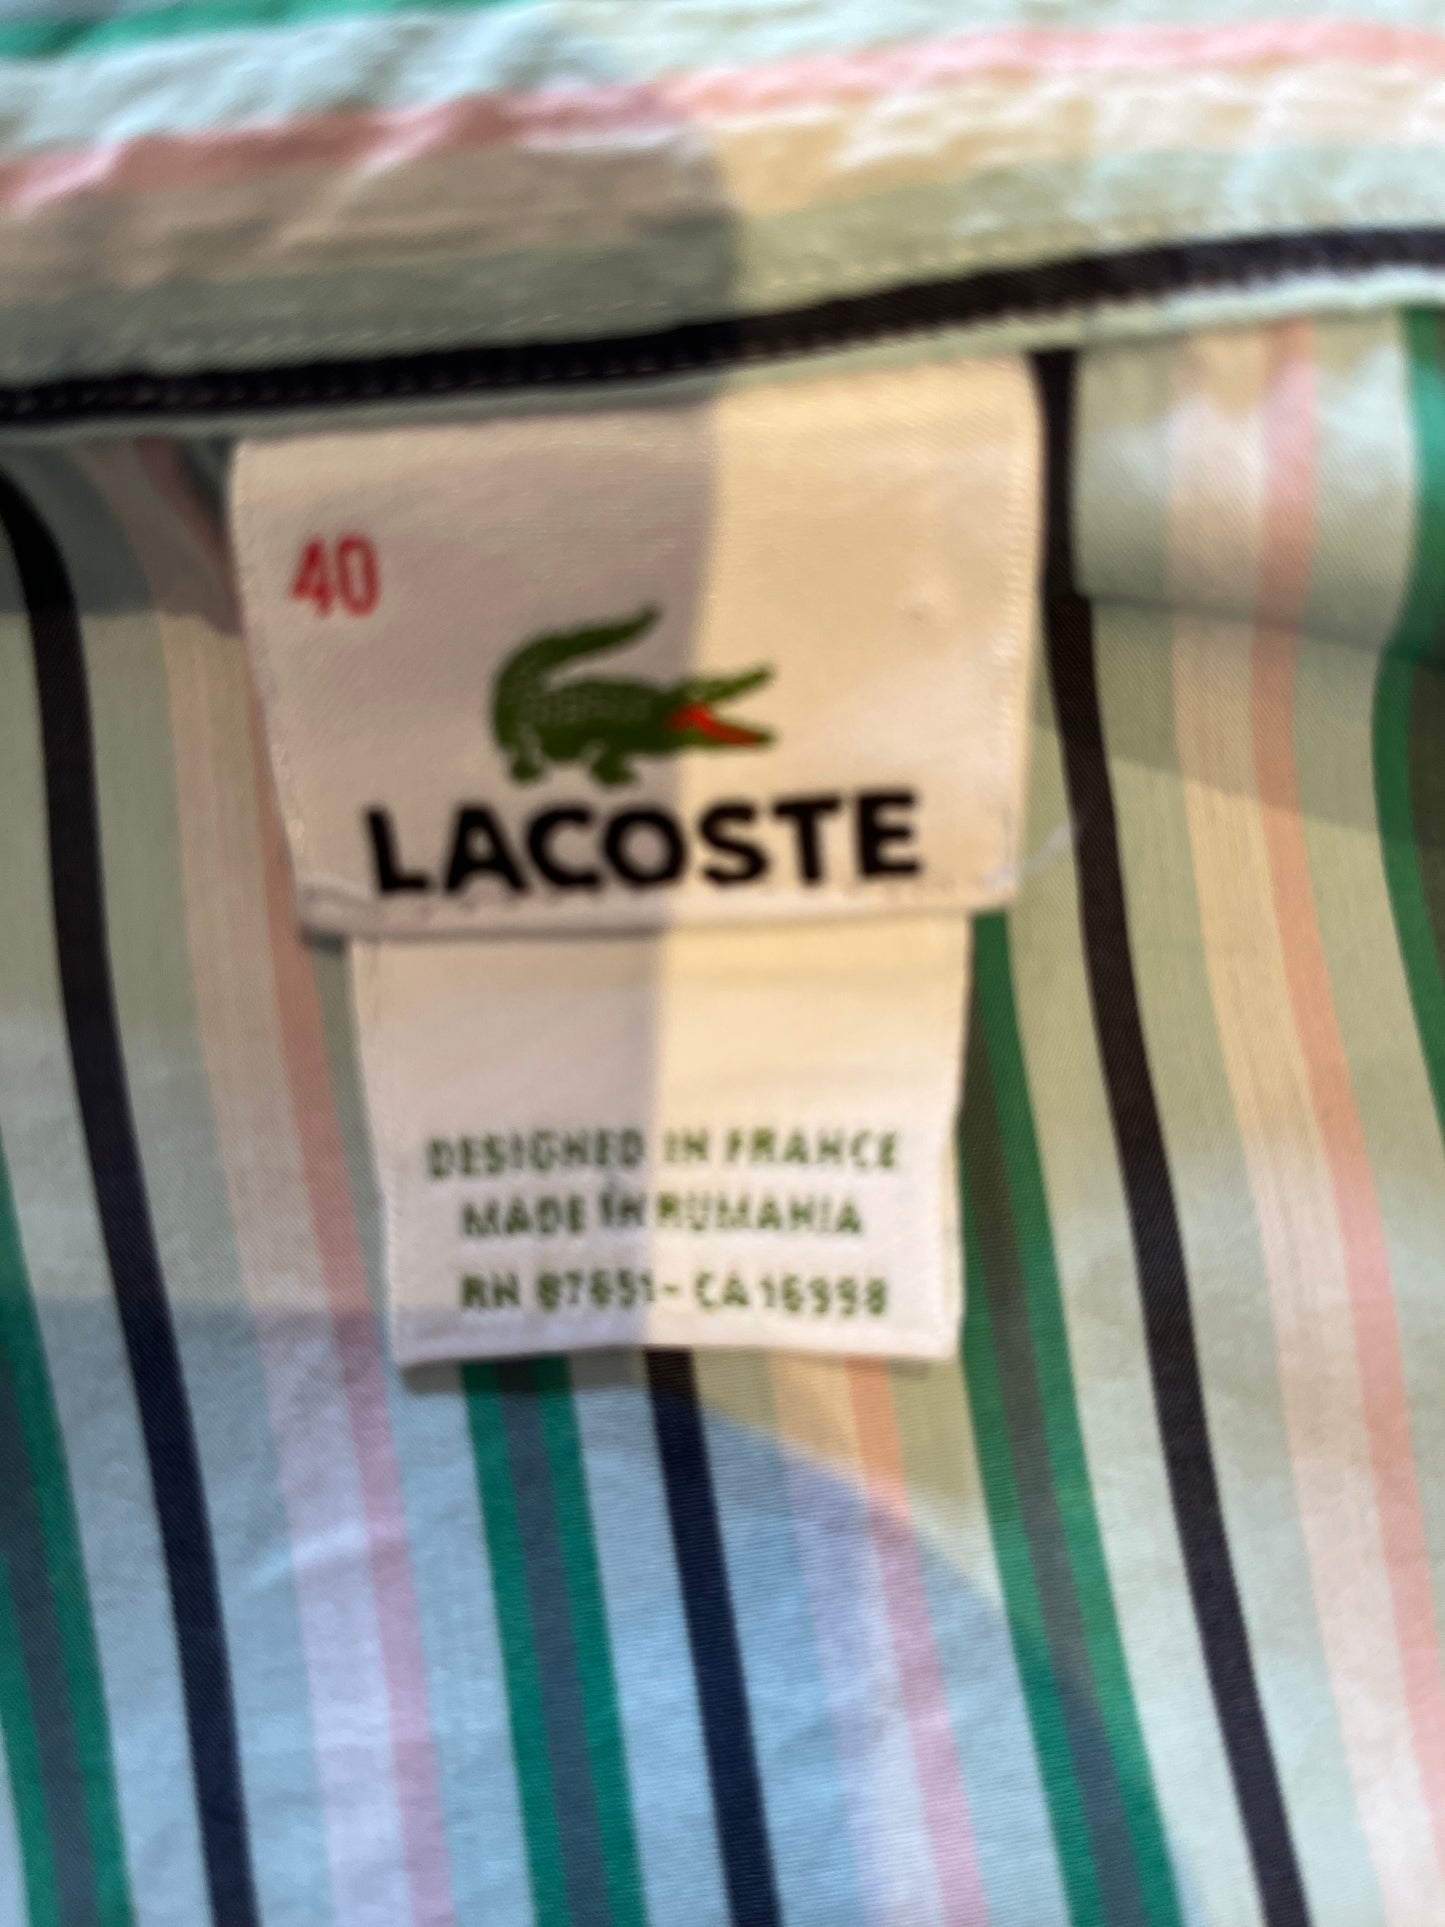 40
LACOSTE
DESIGNED IN FRANCE
MADE IN RUMANIA
RN 87651 - CA 16998